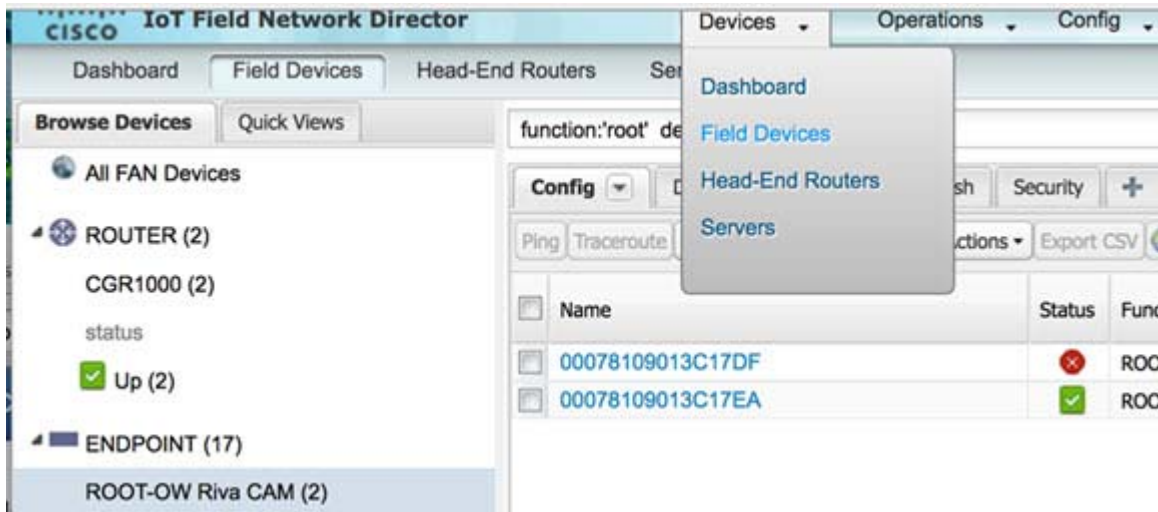 CISCO IoT Field Network Director
Devices Operations Config
Dashboard Field Devices Head-End Routers
Browse Devices Quick Views
All FAN Devices
ROUTER (2)
CGR1000 (2)
status
Up (2)
ENDPOINT (17)
ROOT-OW Riva CAM (2)
Dashboard
Field Devices
Head-End Routers
Servers
function:'root' de
Config Security
Ping Traceroute Export CSV
Name Status
00078109013C17DF
00078109013C17EA